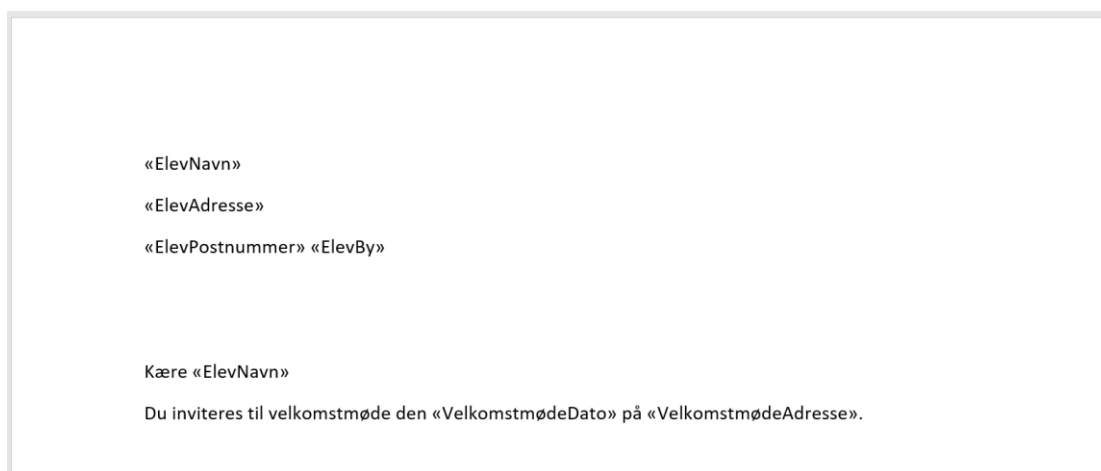 «ElevNavn»
«ElevAdresse»
«ElevPostnummer» «ElevBy»
Kære «ElevNavn»
Du inviteres til velkomstmøde den «VelkomstmødeDato» på «VelkomstmødeAdresse».